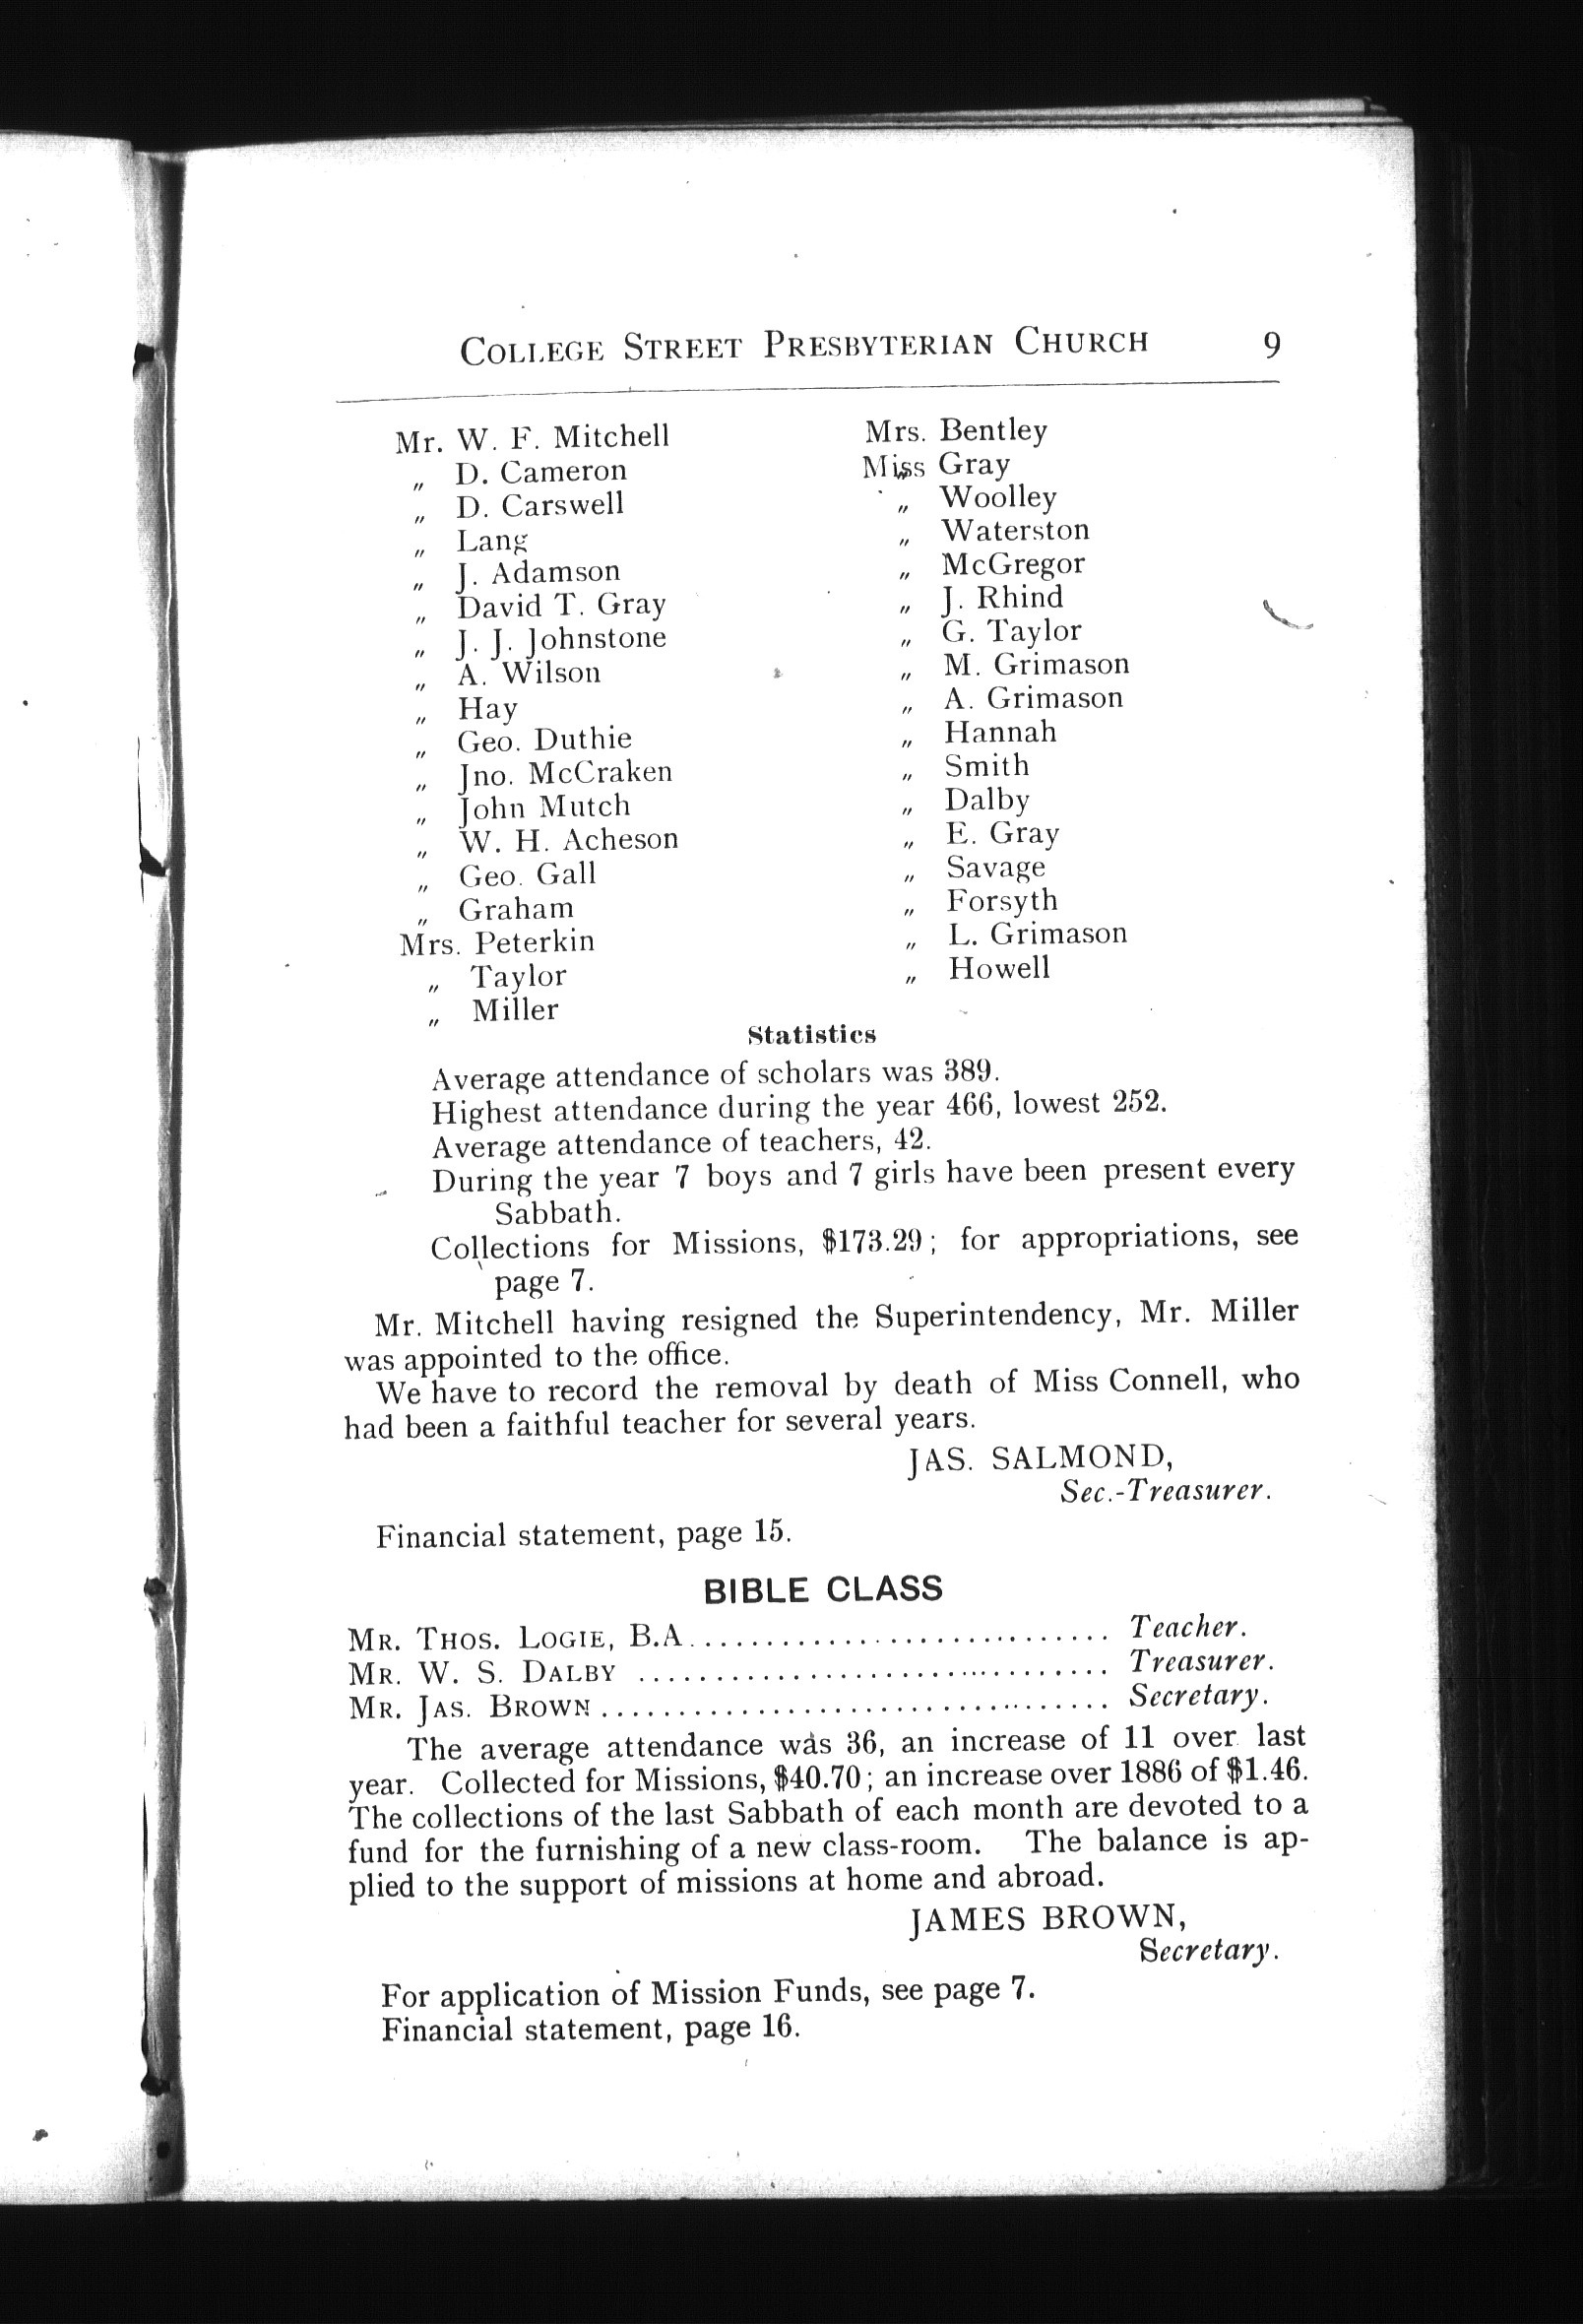 COLLEGE STREET PRESBYTERIAN CHURCH 9
Mr. W. F. Mitchell
„ D. Cameron
„ D. Carswell
„ Lang
„ J. Adamson
„ David T. Gray
„ J. J. Johnstone
„ A. Wilson
„ Hay
„ Geo. Duthie
„ Jno. McCraken
„ John Mutch
„ W. H. Acheson
„ Geo. Gall
„ Graham
Mrs. Peterkin
„ Taylor
„ Miller
Mrs. Bentley
Miss Gray
„ Woolley
„ Waterston
„ McGregor
„ J. Rhind
„ G. Taylor
„ M. Grimason
„ A. Grimason
„ Hannah
„ Smith
„ Dalby
„ E. Gray
„ Savage
„ Forsyth
„ L. Grimason
„ Howell
Statistics
Average attendance of scholars was 389.
Highest attendance during the year 466, lowest 252.
Average attendance of teachers, 42.
During the year 7 boys and 7 girls have been present every
Sabbath.
Collections for Missions, $173.29; for appropriations, see
page 7.
Mr. Mitchell having resigned the Superintendency, Mr. Miller
was appointed to the office.
We have to record the removal by death of Miss Connell, who
had been a faithful teacher for several years.
JAS. SALMOND,
Sec.-Treasurer.
Financial statement, page 15.
BIBLE CLASS
MR. THOS. LOGIE, B.A............................ Teacher.
MR. W. S. DALBY ............................... Treasurer.
MR. JAS. BROWN.................................. Secretary.
The average attendance was 36, an increase of 11 over last
year. Collected for Missions, $40.70; an increase over 1886 of $1.46.
The collections of the last Sabbath of each month are devoted to a
fund for the furnishing of a new class-room. The balance is ap-
plied to the support of missions at home and abroad.
JAMES BROWN,
Secretary.
For application of Mission Funds, see page 7.
Financial statement, page 16.